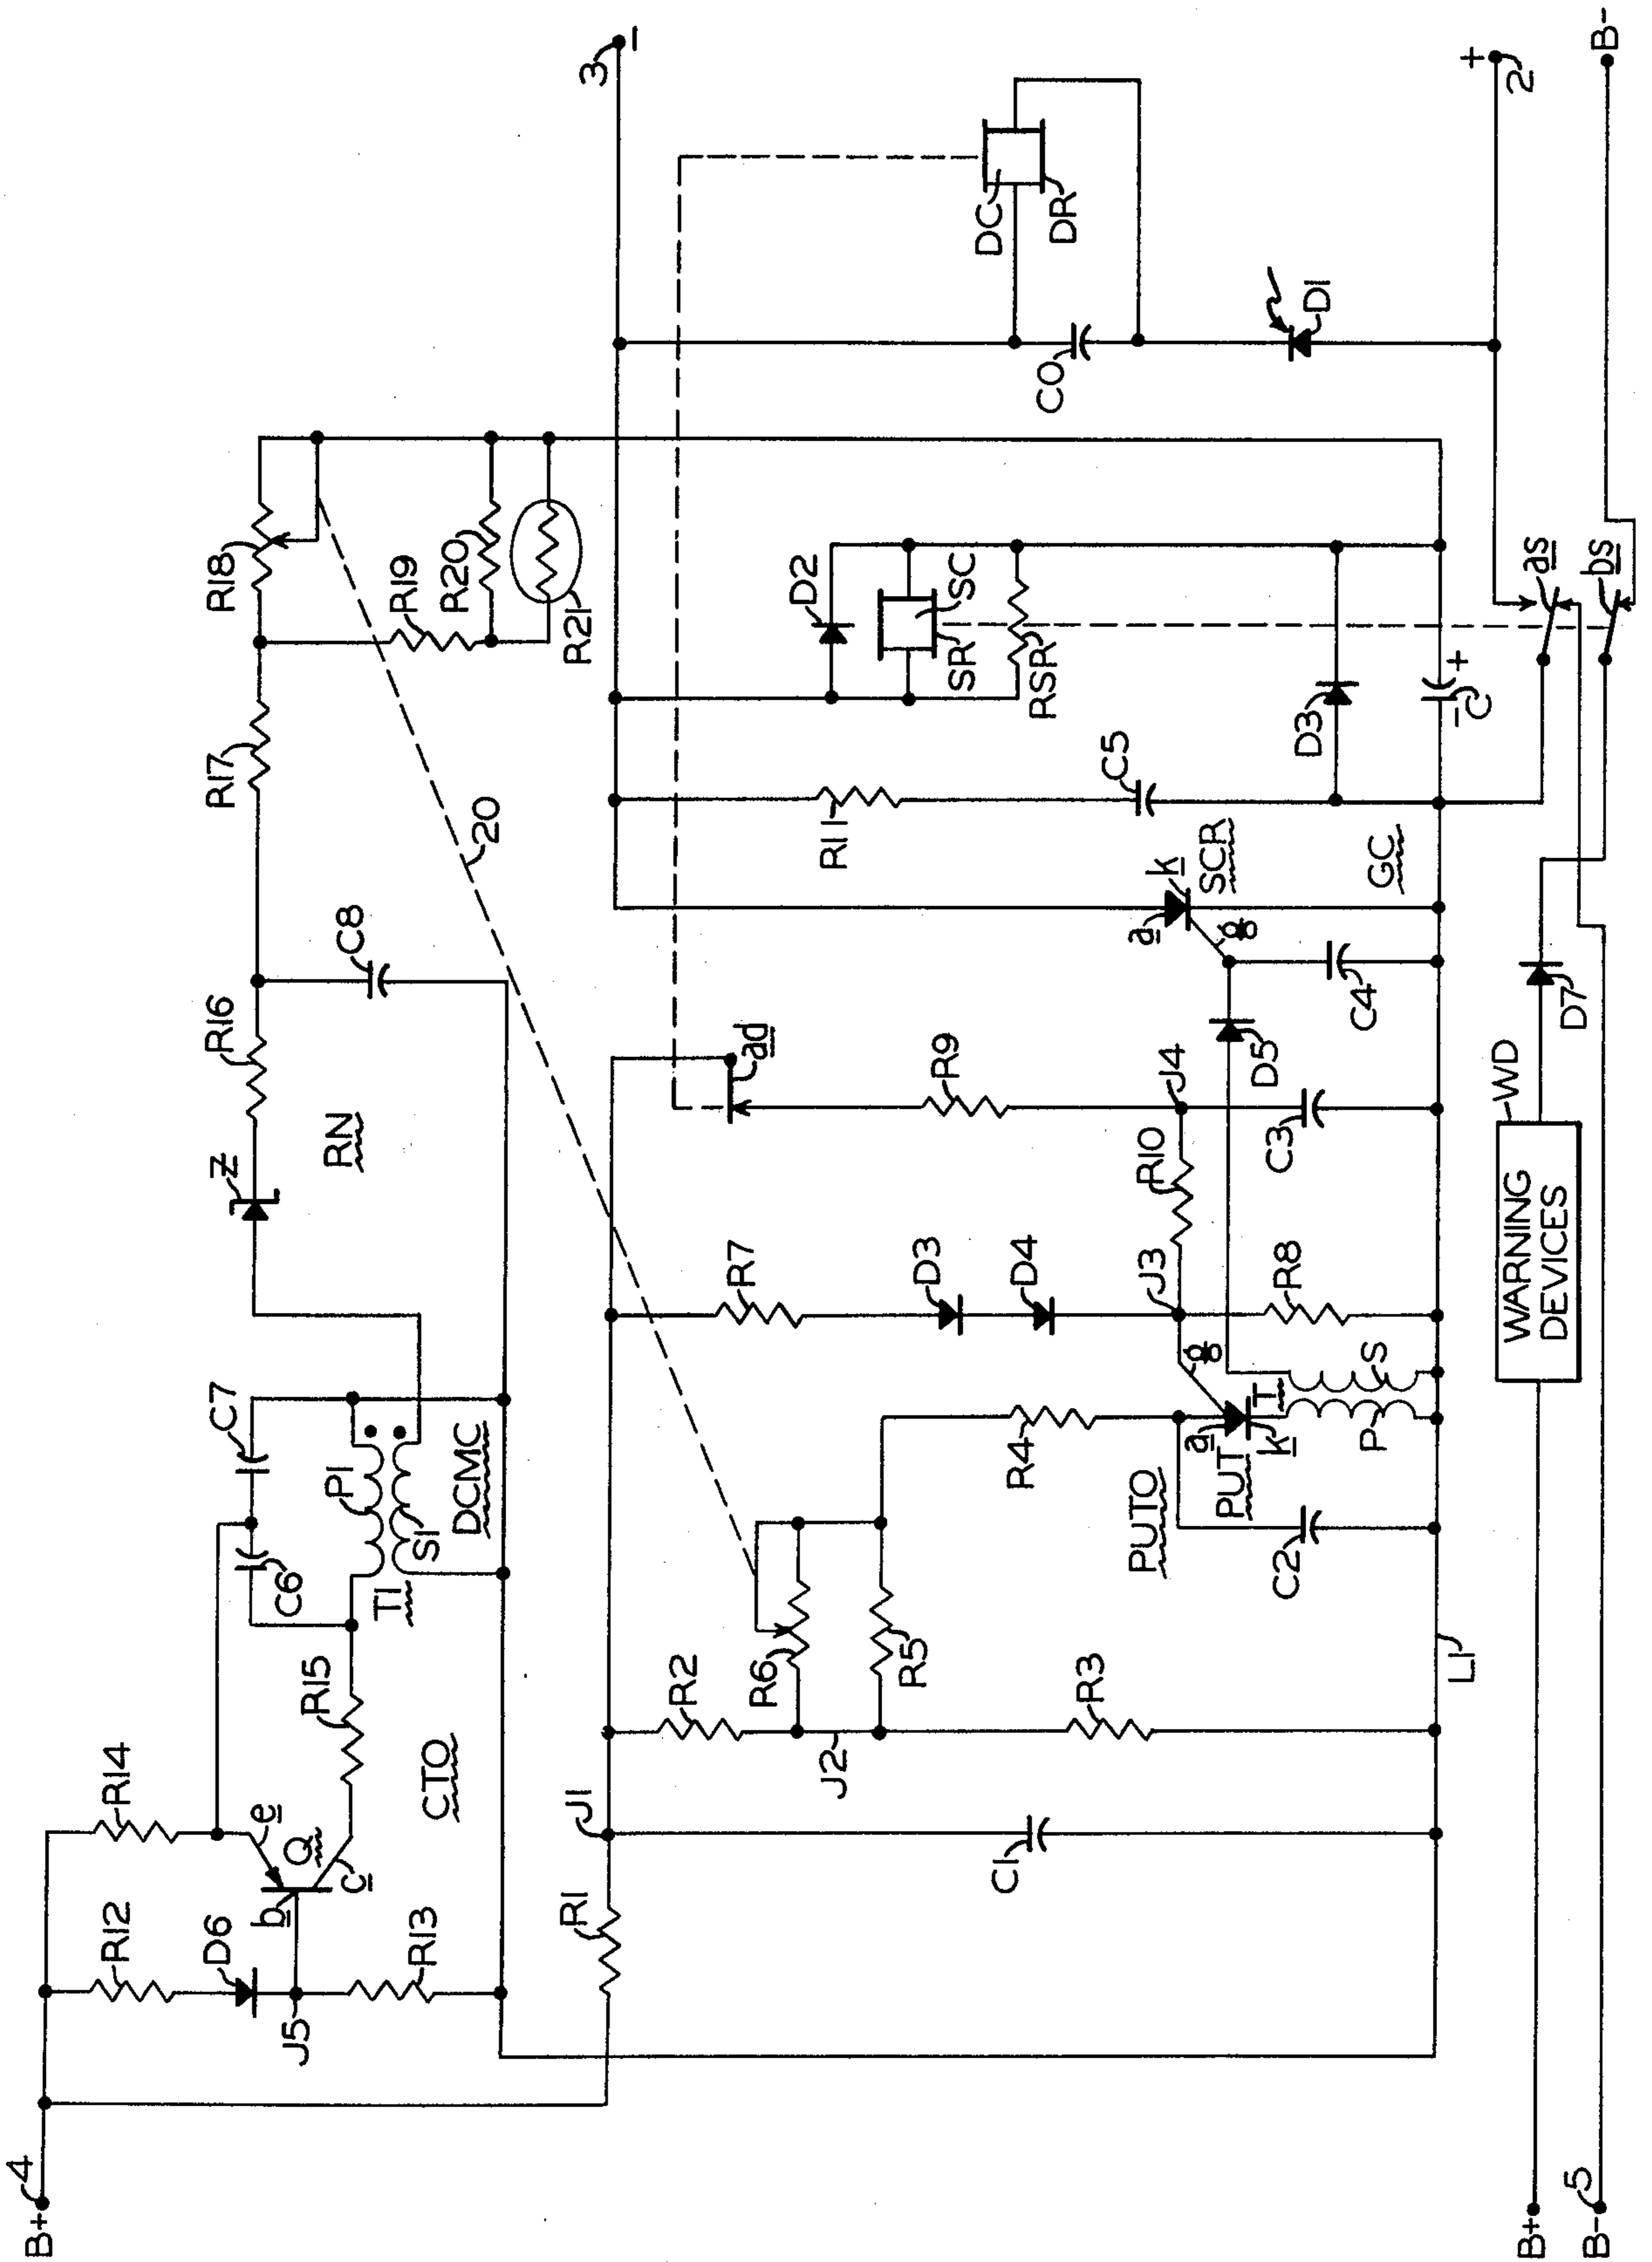 B+
4
R12
D6
J5
R13
R14
b
Q
e
c
R15
CTO
C6
C7
P1
S1
T1
DCMC
Z
RN
R16
C8
R17
R18
R19
R20
R21
20
R1
J1
C1
R2
R6
J2
R5
R3
L1
R4
PUTO
C2
a
PUT
k
g
T
P
S
R7
D3
D4
J3
R8
R10
ad
R9
J4
C3
D5
C4
a
g
k
SCR
GC
R11
C5
D2
SC
SR
RSR
D3
C
-
+
3
-
DC
DR
CO
D1
+
2
as
bs
B-
B+
B-
5
WARNING
DEVICES
WD
D7